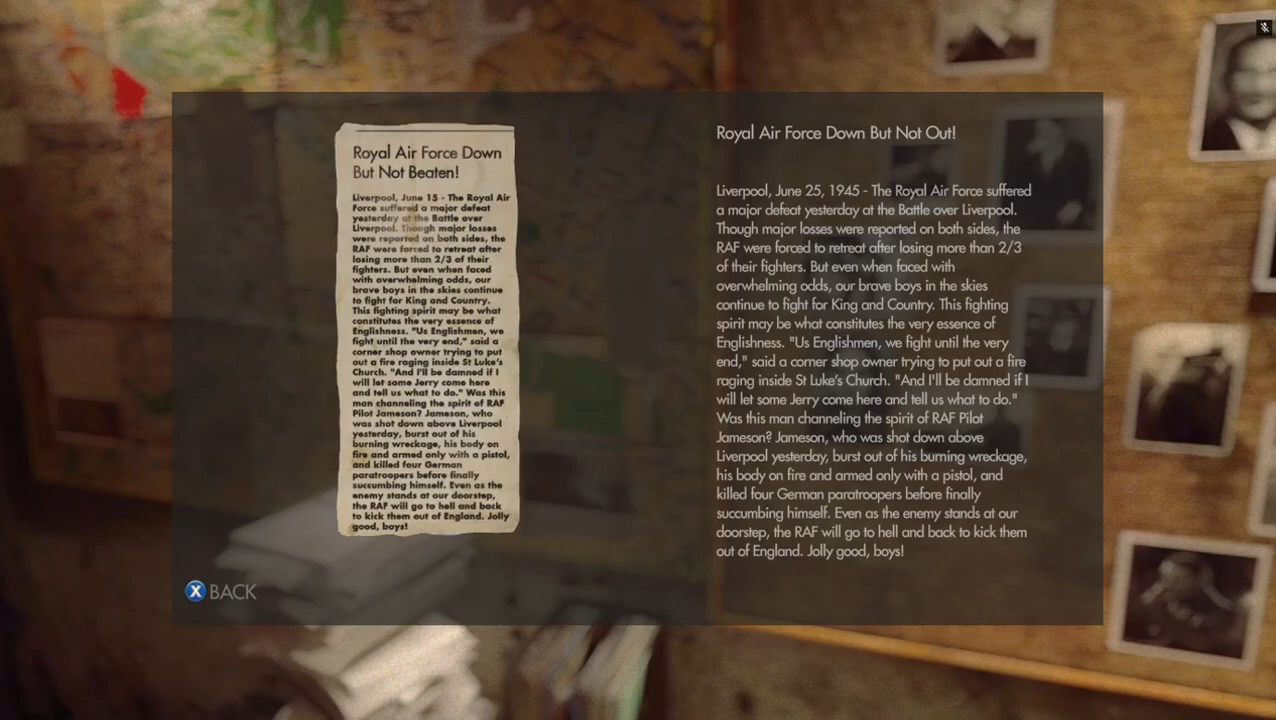 Royal Air Force Down
But Not Beaten!
Liverpool, June 15 - The Royal Air
Force suffered a major defeat
yesterday at the Battle over
Liverpool. Though major losses
were reported on both sides, the
RAF were forced to retreat after
losing more than 2/3 of their
fighters. But even when faced
with overwhelming odds, our
brave boys in the skies continue
to fight for King and Country.
This fighting spirit may be what
constitutes the very essence of
Englishness. "Us Englishmen, we
fight until the very end," said a
corner shop owner trying to put
out a fire raging inside St Luke's
Church. "And I'll be damned if I
will let some Jerry come here
and tell us what to do." Was this
man channeling the spirit of RAF
Pilot Jameson? Jameson, who
was shot down above Liverpool
yesterday, burst out of his
burning wreckage, his body on
fire and armed only with a pistol,
and killed four German
paratroopers before finally
succumbing himself. Even as the
enemy stands at our doorstep,
the RAF will go to hell and back
to kick them out of England. Jolly
good, boys!
Royal Air Force Down But Not Out!
Liverpool, June 25, 1945 - The Royal Air Force suffered
a major defeat yesterday at the Battle over Liverpool.
Though major losses were reported on both sides, the
RAF were forced to retreat after losing more than 2/3
of their fighters. But even when faced with
overwhelming odds, our brave boys in the skies
continue to fight for King and Country. This fighting
spirit may be what constitutes the very essence of
Englishness. "Us Englishmen, we fight until the very
end," said a corner shop owner trying to put out a fire
raging inside St Luke's Church. "And I'll be damned if I
will let some Jerry come here and tell us what to do."
Was this man channeling the spirit of RAF Pilot
Jameson? Jameson, who was shot down above
Liverpool yesterday, burst out of his burning wreckage,
his body on fire and armed only with a pistol, and
killed four German paratroopers before finally
succumbing himself. Even as the enemy stands at our
doorstep, the RAF will go to hell and back to kick them
out of England. Jolly good, boys!
X BACK